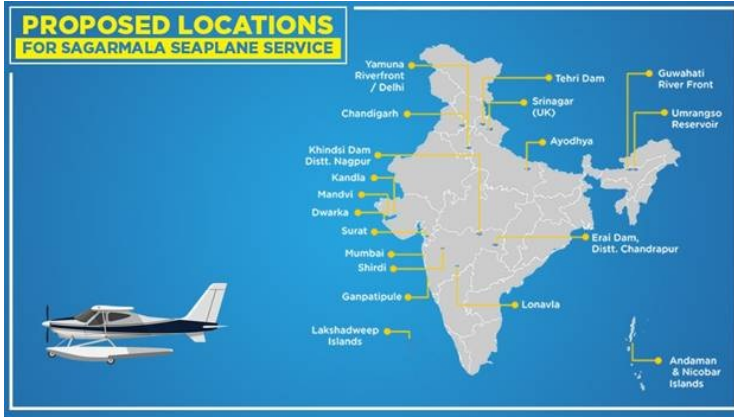 PROPOSED LOCATIONS
FOR SAGARMALA SEAPLANE SERVICE
Yamuna
Riverfront
/ Delhi
Chandigarh
Khindsi Dam
Distt. Nagpur
Kandla
Mandvi
Dwarka
Surat
Mumbai
Shirdi
Ganpatipule
Lakshadweep
Islands
Tehri Dam
Srinagar
(UK)
Ayodhya
Guwahati
River Front
Umrangso
Reservoir
Erai Dam,
Distt. Chandrapur
Lonavla
Andaman
& Nicobar
Islands